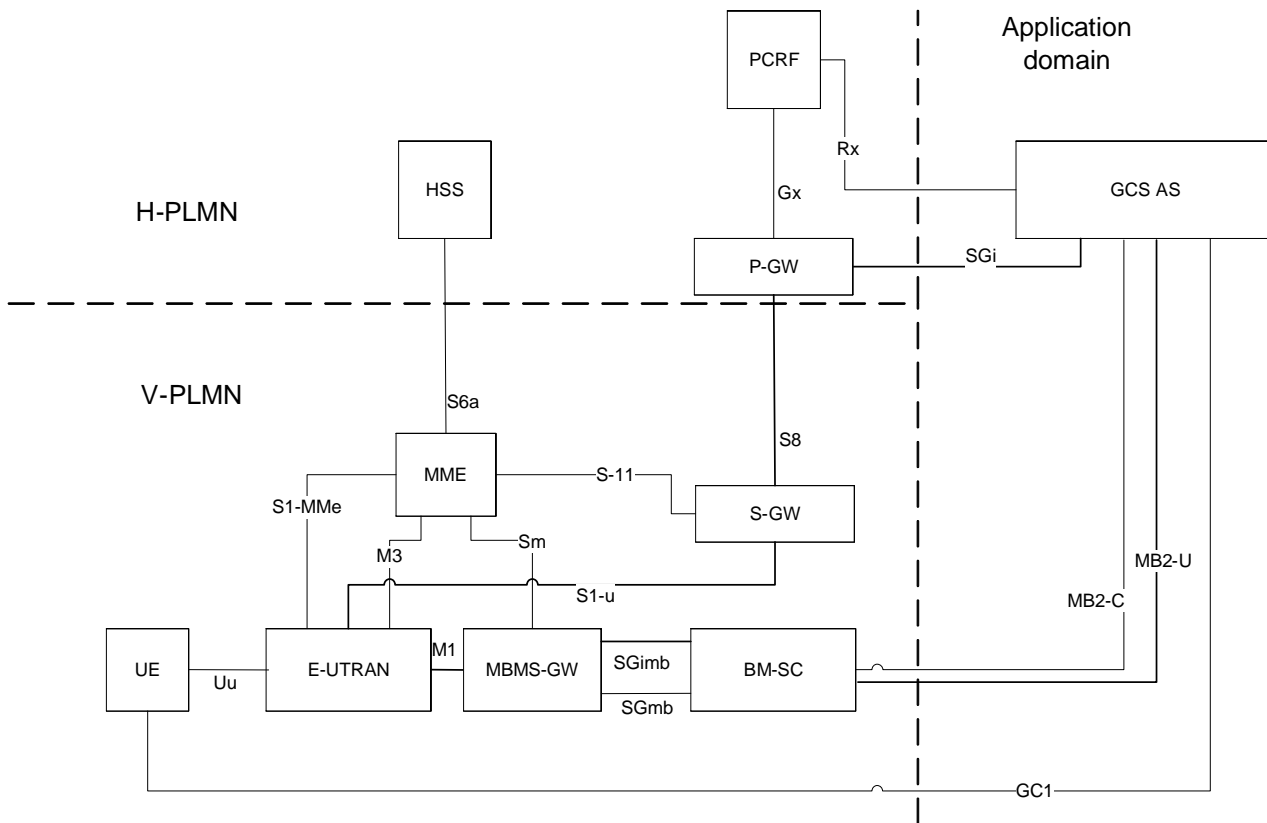 Application
domain
PCRF
Rx
HSS
GCS AS
Gx
H-PLMN
P-GW
SGi
V-PLMN
S6a
S8
MME
S-11
S1-MMe
S-GW
M3
Sm
MB2-U
S1-u
MB2-C
M1
UE
E-UTRAN
MBMS-GW
SGimb
BM-SC
Uu
SGmb
GC1